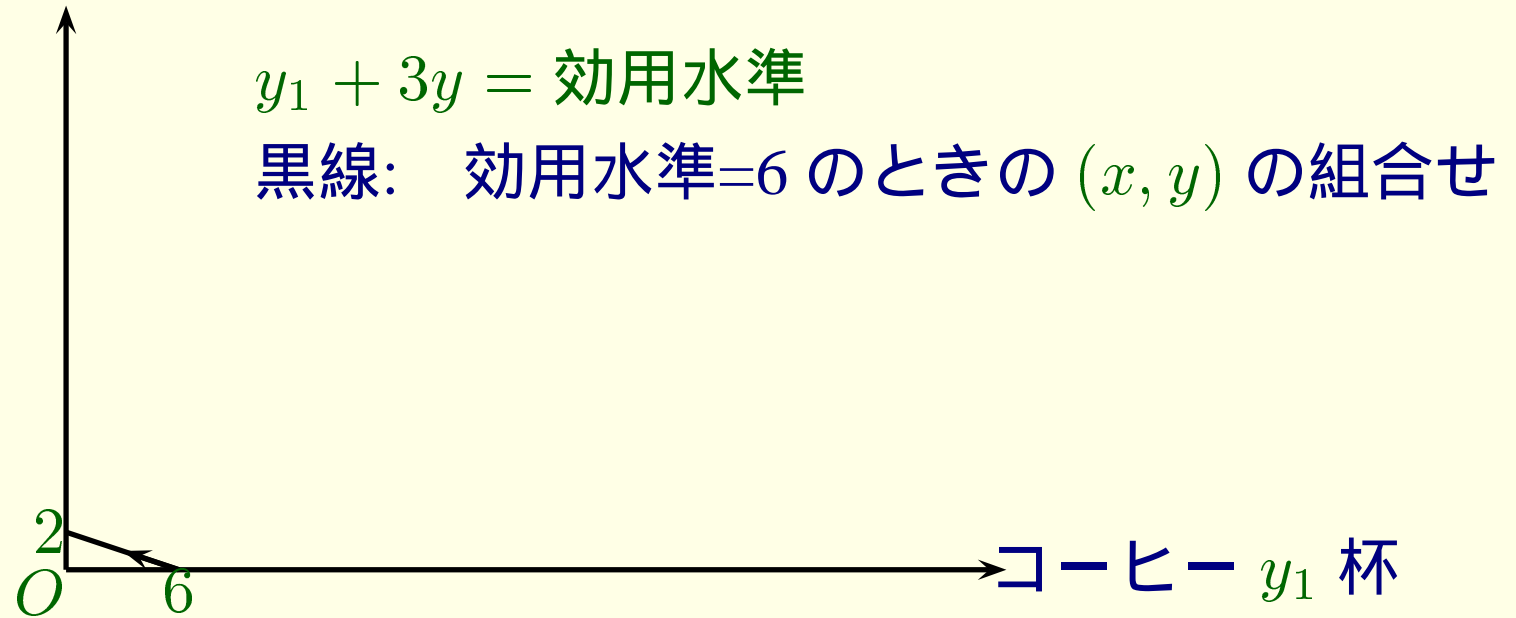 y₁ + 3y = 効用水準
黒線:　効用水準=6 のときの (x, y) の組合せ
2
O
6
コーヒー y₁ 杯